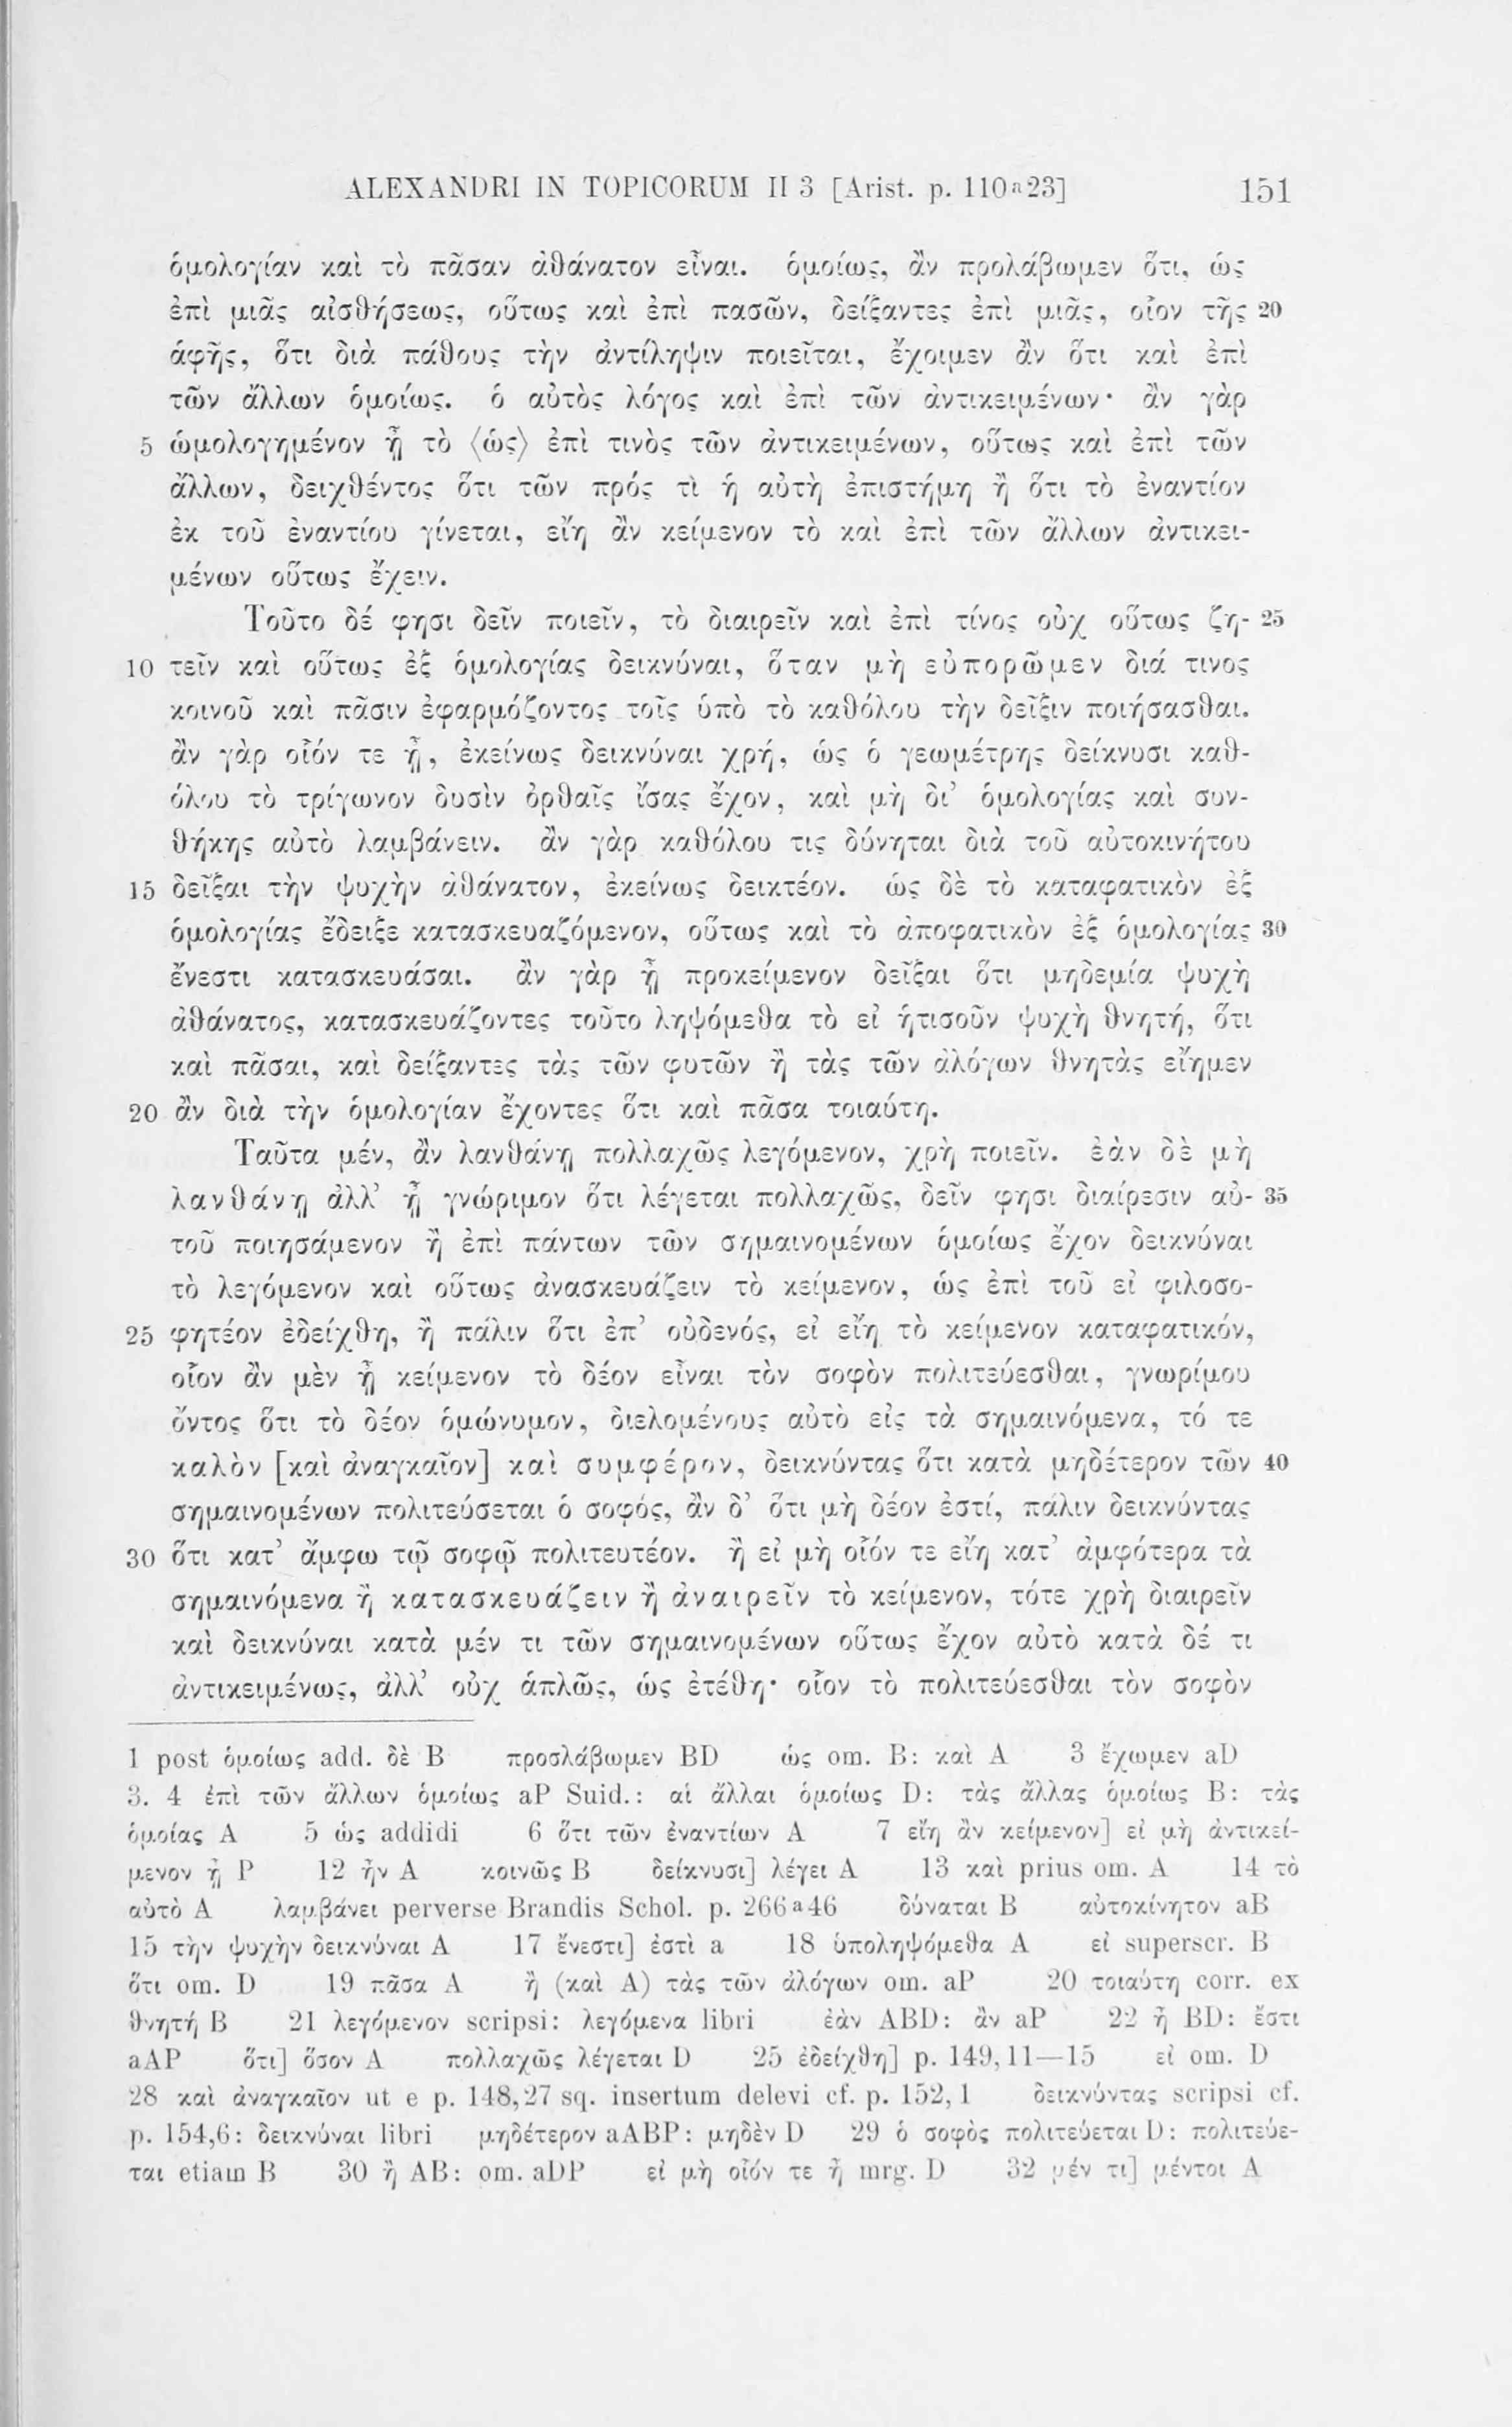 ALEXANDRI IN TOPICORUM II 3 [Arist. p. 110a23] 151
ὁμολογίαν καὶ τὸ πᾶσαν ἀθάνατον εἶναι. ὁμοίως, ἂν προλάβωμεν ὅτι, ὡς
ἐπὶ μιᾶς αἰσθήσεως, οὕτως καὶ ἐπὶ πασῶν, δείξαντες ἐπὶ μιᾶς, οἷον τῆς 20
ἁφῆς, ὅτι διὰ πάθους τὴν ἀντίληψιν ποιεῖται, ἔχοιμεν ἂν ὅτι καὶ ἐπὶ
τῶν ἄλλων ὁμοίως. ὁ αὐτὸς λόγος καὶ ἐπὶ τῶν ἀντικειμένων· ἂν γὰρ
5 ὡμολογημένον ᾖ τὸ ⟨ὡς⟩ ἐπὶ τινὸς τῶν ἀντικειμένων, οὕτως καὶ ἐπὶ τῶν
ἄλλων, δειχθέντος ὅτι τῶν πρός τὶ ἡ αὐτὴ ἐπιστήμη ἢ ὅτι τὸ ἐναντίον
ἐκ τοῦ ἐναντίου γίνεται, εἴη ἂν κείμενον τὸ καὶ ἐπὶ τῶν ἄλλων ἀντικει-
μένων οὕτως ἔχειν.
Τοῦτο δέ φησι δεῖν ποιεῖν, τὸ διαιρεῖν καὶ ἐπὶ τίνος οὐχ οὕτως ζη- 25
10 τεῖν καὶ οὕτως ἐξ ὁμολογίας δεικνύναι, ὅταν μὴ εὐπορῶμεν διά τινος
κοινοῦ καὶ πᾶσιν ἐφαρμόζοντος τοῖς ὑπὸ τὸ καθόλου τὴν δεῖξιν ποιήσασθαι.
ἂν γὰρ οἷόν τε ᾖ, ἐκείνως δεικνύναι χρή, ὡς ὁ γεωμέτρης δείκνυσι καθ-
όλου τὸ τρίγωνον δυσὶν ὀρθαῖς ἴσας ἔχον, καὶ μὴ δι’ ὁμολογίας καὶ συν-
θήκης αὐτὸ λαμβάνειν. ἂν γὰρ καθόλου τις δύνηται διὰ τοῦ αὐτοκινήτου
15 δεῖξαι τὴν ψυχὴν ἀθάνατον, ἐκείνως δεικτέον. ὡς δὲ τὸ καταφατικὸν ἐξ
ὁμολογίας ἔδειξε κατασκευαζόμενον, οὕτως καὶ τὸ ἀποφατικὸν ἐξ ὁμολογίας 30
ἔνεστι κατασκευάσαι. ἂν γὰρ ᾖ προκείμενον δεῖξαι ὅτι μηδεμία ψυχὴ
ἀθάνατος, κατασκευάζοντες τοῦτο ληψόμεθα τὸ εἰ ἡτισοῦν ψυχὴ θνητή, ὅτι
καὶ πᾶσαι, καὶ δείξαντες τὰς τῶν φυτῶν ἢ τὰς τῶν ἀλόγων θνητὰς εἴημεν
20 ἂν διὰ τὴν ὁμολογίαν ἔχοντες ὅτι καὶ πᾶσα τοιαύτη.
Ταῦτα μέν, ἂν λανθάνῃ πολλαχῶς λεγόμενον, χρὴ ποιεῖν. ἐὰν δὲ μὴ
λανθάνῃ ἀλλ’ ᾖ γνώριμον ὅτι λέγεται πολλαχῶς, δεῖν φησι διαίρεσιν αὐ- 35
τοῦ ποιησάμενον ἢ ἐπὶ πάντων τῶν σημαινομένων ὁμοίως ἔχον δεικνύναι
τὸ λεγόμενον καὶ οὕτως ἀνασκευάζειν τὸ κείμενον, ὡς ἐπὶ τοῦ εἰ φιλοσο-
25 φητέον ἐδείχθη, ἢ πάλιν ὅτι ἐπ’ οὐδενός, εἰ εἴη τὸ κείμενον καταφατικόν,
οἷον ἂν μὲν ᾖ κείμενον τὸ δέον εἶναι τὸν σοφὸν πολιτεύεσθαι, γνωρίμου
ὄντος ὅτι τὸ δέον ὁμώνυμον, διελομένους αὐτὸ εἰς τὰ σημαινόμενα, τό τε
καλὸν [καὶ ἀναγκαῖον] καὶ συμφέρον, δεικνύντας ὅτι κατὰ μηδέτερον τῶν 40
σημαινομένων πολιτεύσεται ὁ σοφός, ἂν δ’ ὅτι μὴ δέον ἐστί, πάλιν δεικνύντας
30 ὅτι κατ’ ἄμφω τῷ σοφῷ πολιτευτέον. ἢ εἰ μὴ οἷόν τε εἴη κατ’ ἀμφότερα τὰ
σημαινόμενα ἢ κατασκευάζειν ἢ ἀναιρεῖν τὸ κείμενον, τότε χρὴ διαιρεῖν
καὶ δεικνύναι κατὰ μέν τι τῶν σημαινομένων οὕτως ἔχον αὐτὸ κατὰ δέ τι
ἀντικειμένως, ἀλλ’ οὐχ ἁπλῶς, ὡς ἐτέθη· οἷον τὸ πολιτεύεσθαι τὸν σοφὸν
1 post ὁμοίως add. δὲ B προσλάβωμεν BD ὡς om. B: καὶ A 3 ἔχωμεν aD
3. 4 ἐπὶ τῶν ἄλλων ὁμοίως aP Suid.: αἱ ἄλλαι ὁμοίως D: τὰς ἄλλας ὁμοίως B: τὰς
ὁμοίας A 5 ὡς addidi 6 ὅτι τῶν ἐναντίων A 7 εἴη ἂν κείμενον] εἰ μὴ ἀντικεί-
μενον ᾖ P 12 ἦν A κοινῶς B δείκνυσι] λέγει A 13 καὶ prius om. A 14 τὸ
αὐτὸ A λαμβάνει perverse Brandis Schol. p. 266a46 δύναται B αὐτοκίνητον aB
15 τὴν ψυχὴν δεικνύναι A 17 ἔνεστι] ἐστὶ a 18 ὑποληψόμεθα A εἰ superscr. B
ὅτι om. D 19 πᾶσα A ἢ (καὶ A) τὰς τῶν ἀλόγων om. aP 20 τοιαύτη corr. ex
θνητή B 21 λεγόμενον scripsi: λεγόμενα libri ἐὰν ABD: ἂν aP 22 ᾖ BD: ἔστι
aAP ὅτι] ὅσον A πολλαχῶς λέγεται D 25 ἐδείχθη] p. 149,11—15 εἰ om. D
28 καὶ ἀναγκαῖον ut e p. 148,27 sq. insertum delevi cf. p. 152,1 δεικνύντας scripsi cf.
p. 154,6: δεικνύναι libri μηδέτερον aABP: μηδὲν D 29 ὁ σοφὸς πολιτεύεται D: πολιτεύε-
ται etiam B 30 ἢ AB: om. aDP εἰ μὴ οἷόν τε ᾖ mrg. D 32 μέν τι] μέντοι A